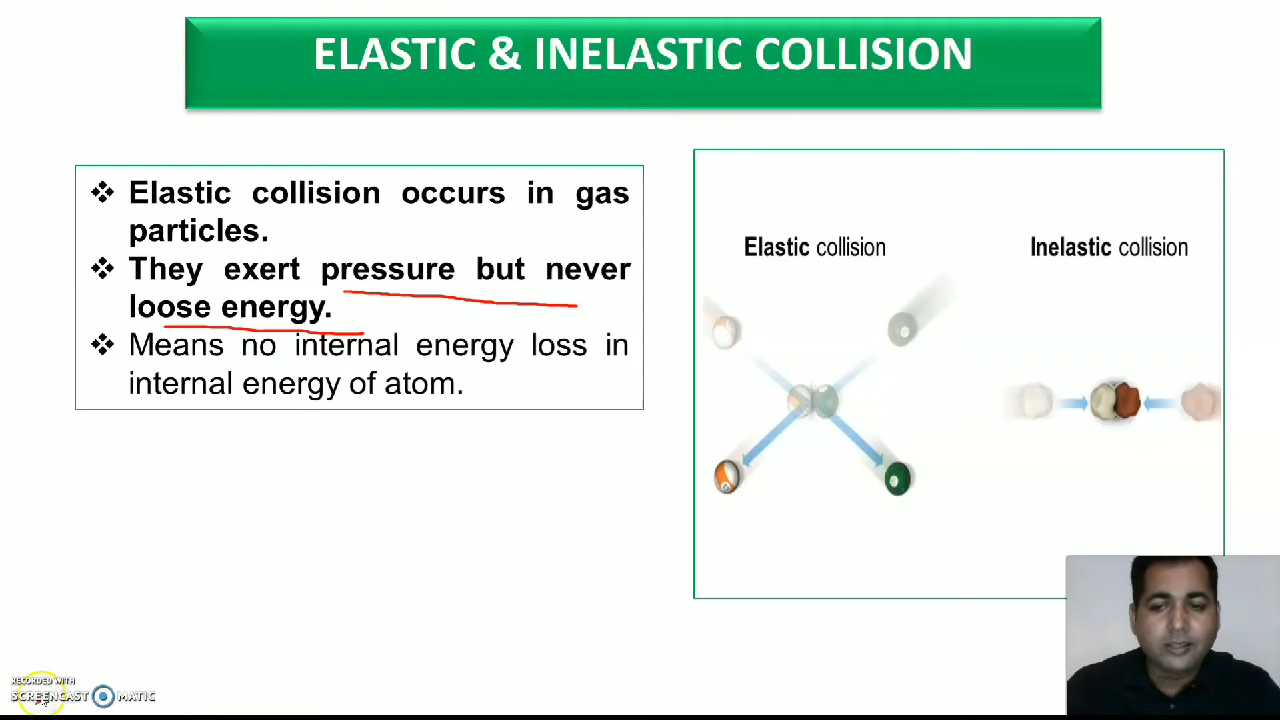 ELASTIC & INELASTIC COLLISION
❖ Elastic collision occurs in gas
particles.
❖ They exert pressure but never
loose energy.
❖ Means no internal energy loss in
internal energy of atom.
Elastic collision
Inelastic collision
RECORDED WITH
SCREENCAST MATIC